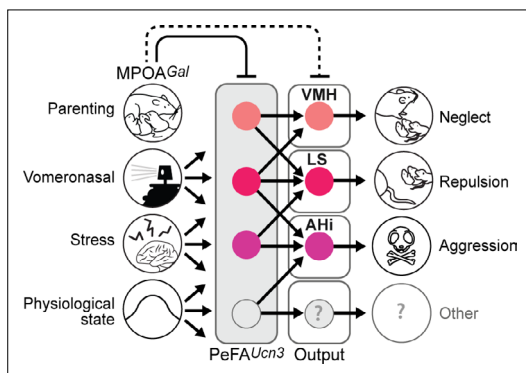 MPOAGal
Parenting
VMH
Neglect
Vomeronasal
LS
Repulsion
Stress
AHi
Aggression
Physiological
state
?
?
Other
PeFAUcn3
Output